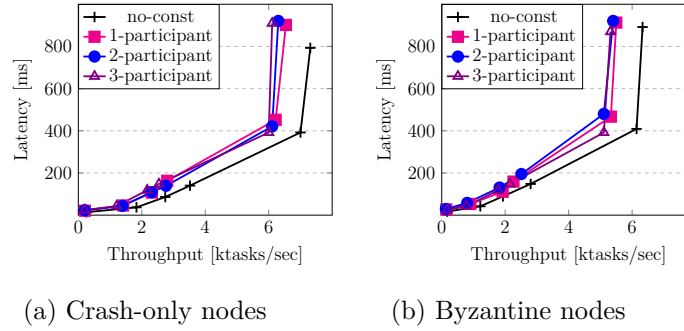 no-const
1-participant
2-participant
3-participant
Latency [ms]
800
600
400
200
0 2 4 6
Throughput [ktasks/sec]
(a) Crash-only nodes
no-const
1-participant
2-participant
3-participant
Latency [ms]
800
600
400
200
0 2 4 6
Throughput [ktasks/sec]
(b) Byzantine nodes